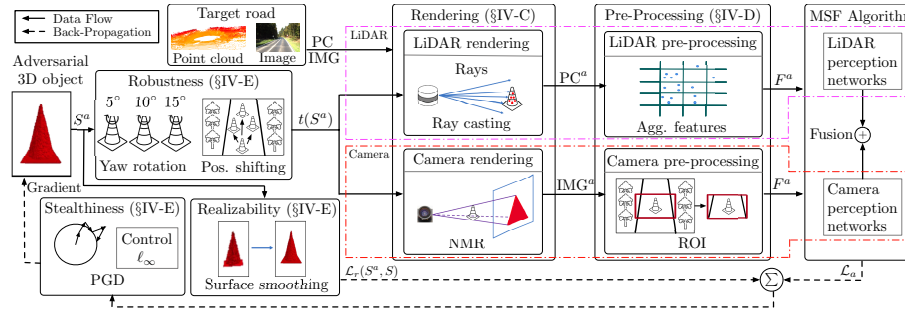 Data Flow
Back-Propagation
Target road
Point cloud
Image
PC
IMG
Adversarial
3D object
S^a
Robustness (§IV-E)
5° 10° 15°
Yaw rotation
Pos. shifting
t(S^a)
Gradient
Stealthiness (§IV-E)
Control
ℓ∞
PGD
Realizability (§IV-E)
Surface smoothing
Rendering (§IV-C)
LiDAR
LiDAR rendering
Rays
Ray casting
PC^a
Camera
Camera rendering
NMR
IMG^a
Pre-Processing (§IV-D)
LiDAR pre-processing
Agg. features
F^a
Camera pre-processing
ROI
F^a
MSF Algorithm
LiDAR
perception
networks
Fusion
+
Camera
perception
networks
ℒ_r(S^a, S)
∑
ℒ_a